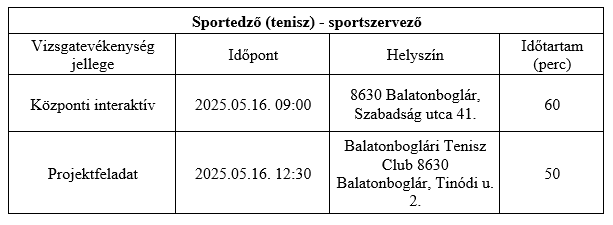 Sportedző (tenisz) - sportszervező
Vizsgatevékenység
jellege
Időpont
Helyszín
Időtartam
(perc)
Központi interaktív
2025.05.16. 09:00
8630 Balatonboglár,
Szabadság utca 41.
60
Projektfeladat
2025.05.16. 12:30
Balatonboglári Tenisz
Club 8630
Balatonboglár, Tinódi u.
2.
50